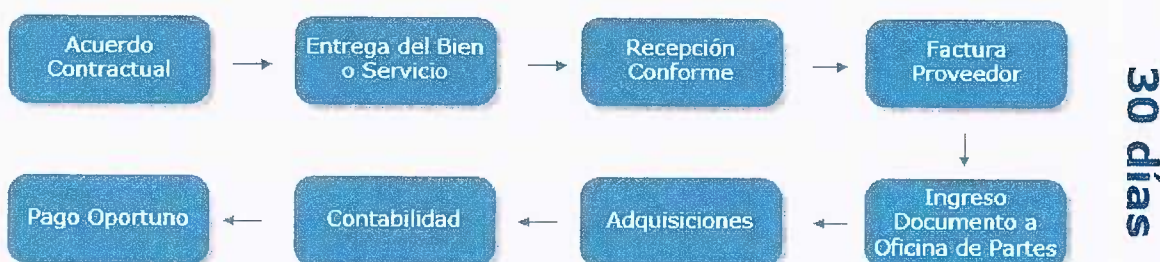 Acuerdo
Contractual
Entrega del Bien
o Servicio
Recepción
Conforme
Factura
Proveedor
30 días
Ingreso
Documento a
Oficina de Partes
Adquisiciones
Contabilidad
Pago Oportuno